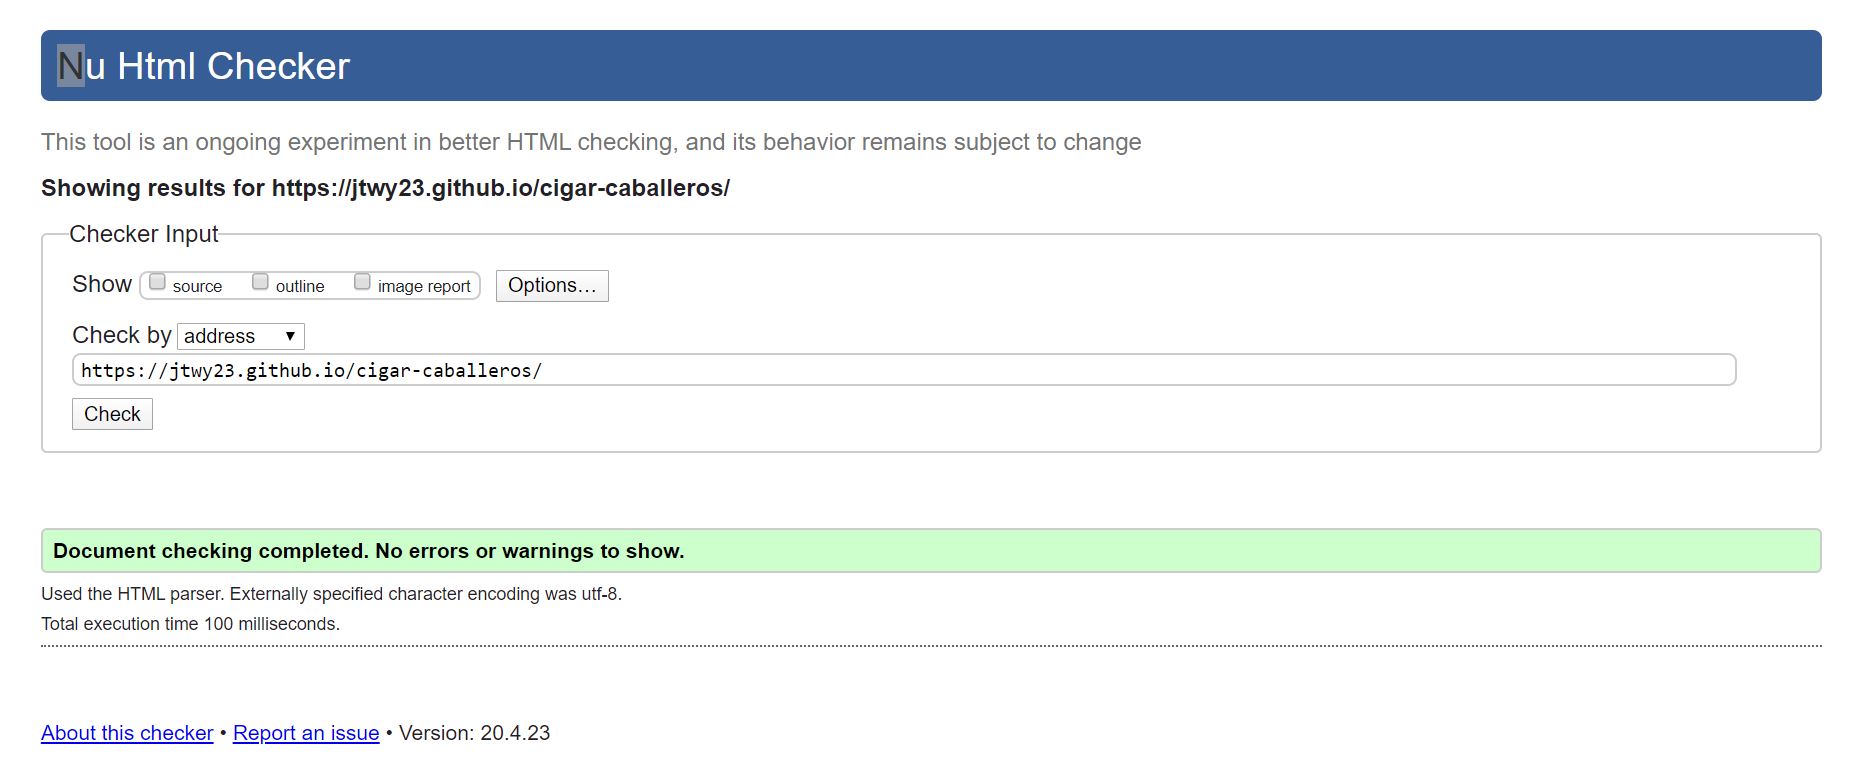 Nu Html Checker
This tool is an ongoing experiment in better HTML checking, and its behavior remains subject to change
Showing results for https://jtwy23.github.io/cigar-caballeros/
Checker Input
Show source outline image report Options...
Check by address
https://jtwy23.github.io/cigar-caballeros/
Check
Document checking completed. No errors or warnings to show.
Used the HTML parser. Externally specified character encoding was utf-8.
Total execution time 100 milliseconds.
About this checker • Report an issue • Version: 20.4.23